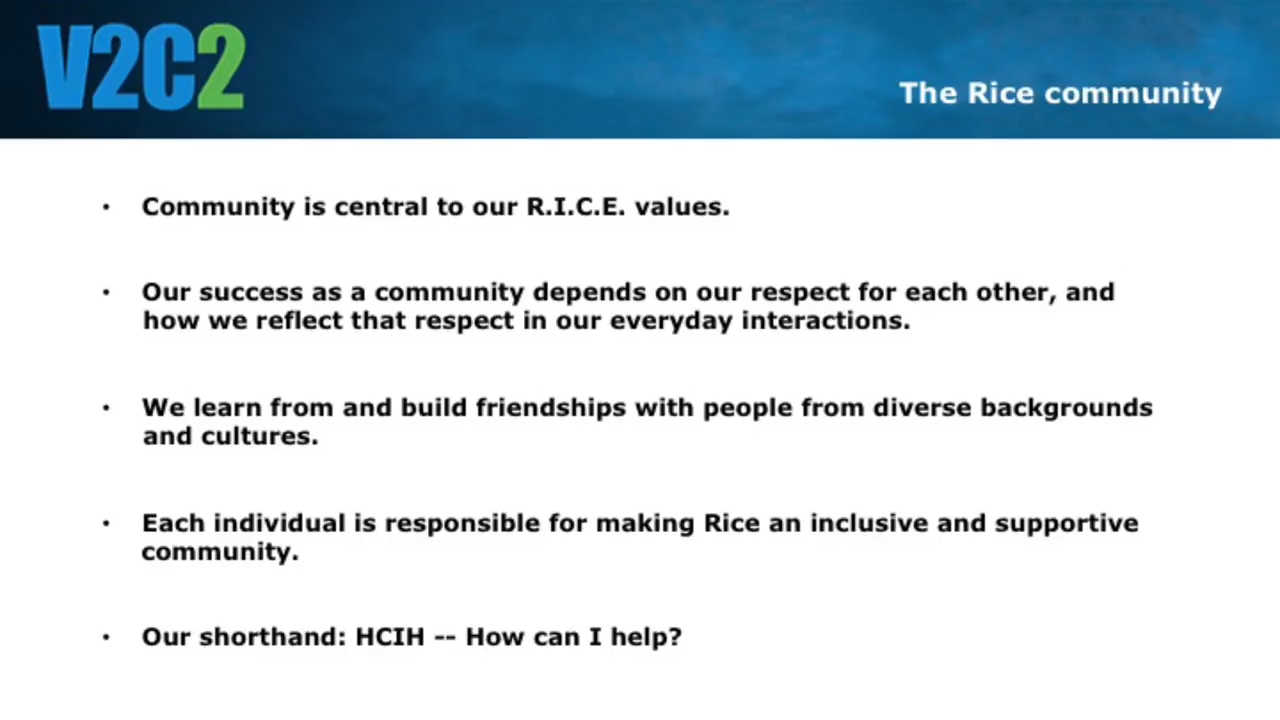 V2C2
The Rice community
• Community is central to our R.I.C.E. values.
• Our success as a community depends on our respect for each other, and
how we reflect that respect in our everyday interactions.
• We learn from and build friendships with people from diverse backgrounds
and cultures.
• Each individual is responsible for making Rice an inclusive and supportive
community.
• Our shorthand: HCIH -- How can I help?